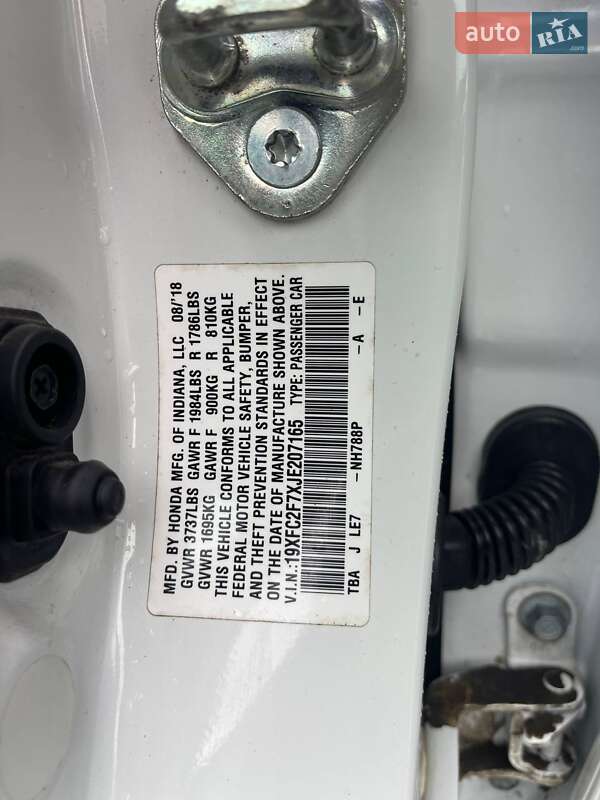 auto RIA
MFD. BY HONDA MFG. OF INDIANA, LLC 08/'18
GVWR 3737LBS GAWR F 1984LBS R 1786LBS
GVWR 1695KG GAWR F 900KG R 810KG
THIS VEHICLE CONFORMS TO ALL APPLICABLE
FEDERAL MOTOR VEHICLE SAFETY, BUMPER,
AND THEFT PREVENTION STANDARDS IN EFFECT
ON THE DATE OF MANUFACTURE SHOWN ABOVE.
V.I.N.:19XFC2F7XJE207165 TYPE: PASSENGER CAR
TBA J LE7 -NH788P -A -E